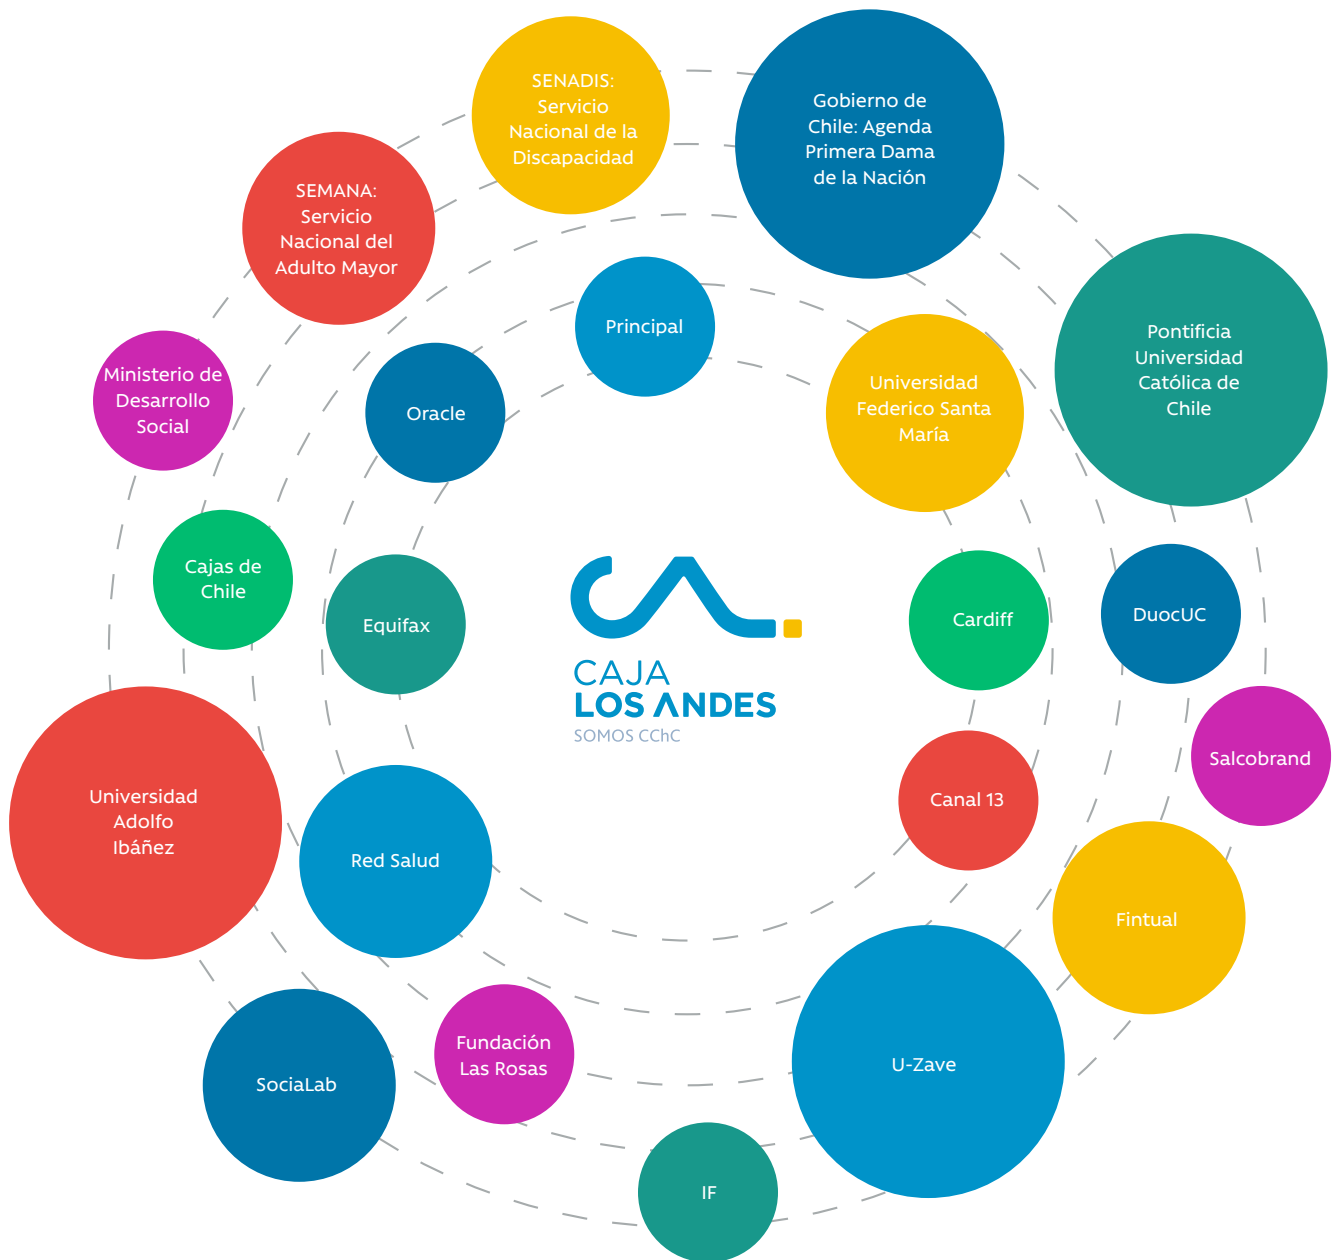 SENADIS:
Servicio
Nacional de la
Discapacidad
Gobierno de
Chile: Agenda
Primera Dama
de la Nación
SEMANA:
Servicio
Nacional del
Adulto Mayor
Pontificia
Universidad
Católica de
Chile
Principal
Ministerio de
Desarrollo
Social
Oracle
Universidad
Federico Santa
María
Cajas de
Chile
Equifax
Cardiff
DuocUC
CAJA
LOS ANDES
SOMOS CChC
Salcobrand
Universidad
Adolfo
Ibáñez
Red Salud
Canal 13
Fintual
SociaLab
Fundación
Las Rosas
U-Zave
IF